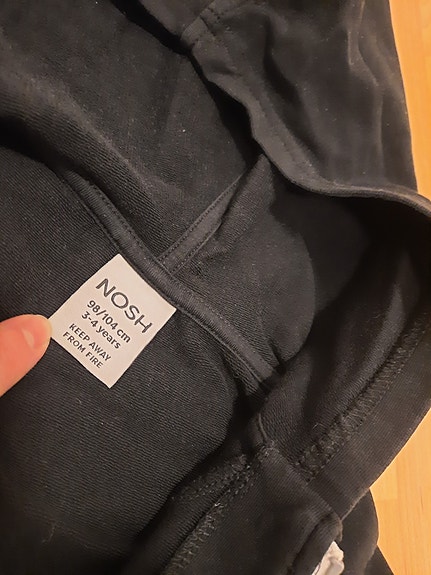 NOSH
98/104 cm
3-4 years
KEEP AWAY
FROM FIRE